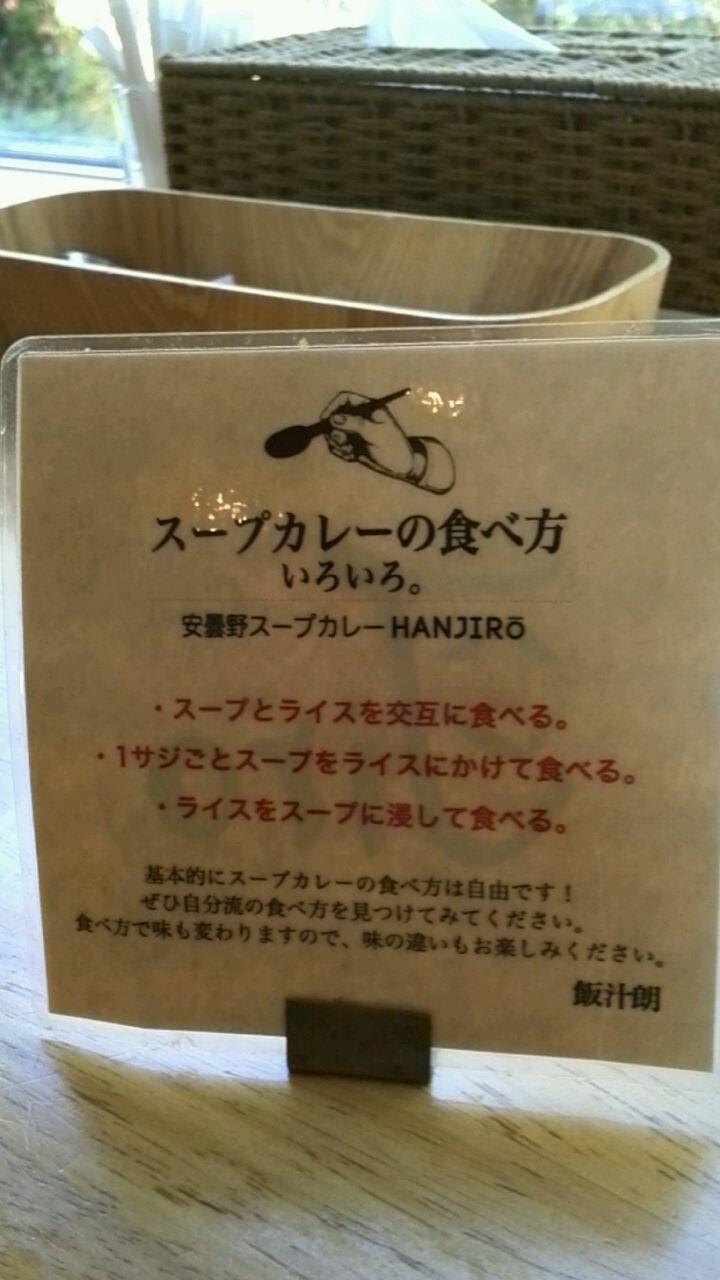 スープカレーの食べ方
いろいろ。
安曇野スープカレーHANJIRō
・スープとライスを交互に食べる。
・1サジごとスープをライスにかけて食べる。
・ライスをスープに浸して食べる。
基本的にスープカレーの食べ方は自由です！
ぜひ自分流の食べ方を見つけてみてください。
食べ方で味も変わりますので、味の違いもお楽しみください。
飯汁朗